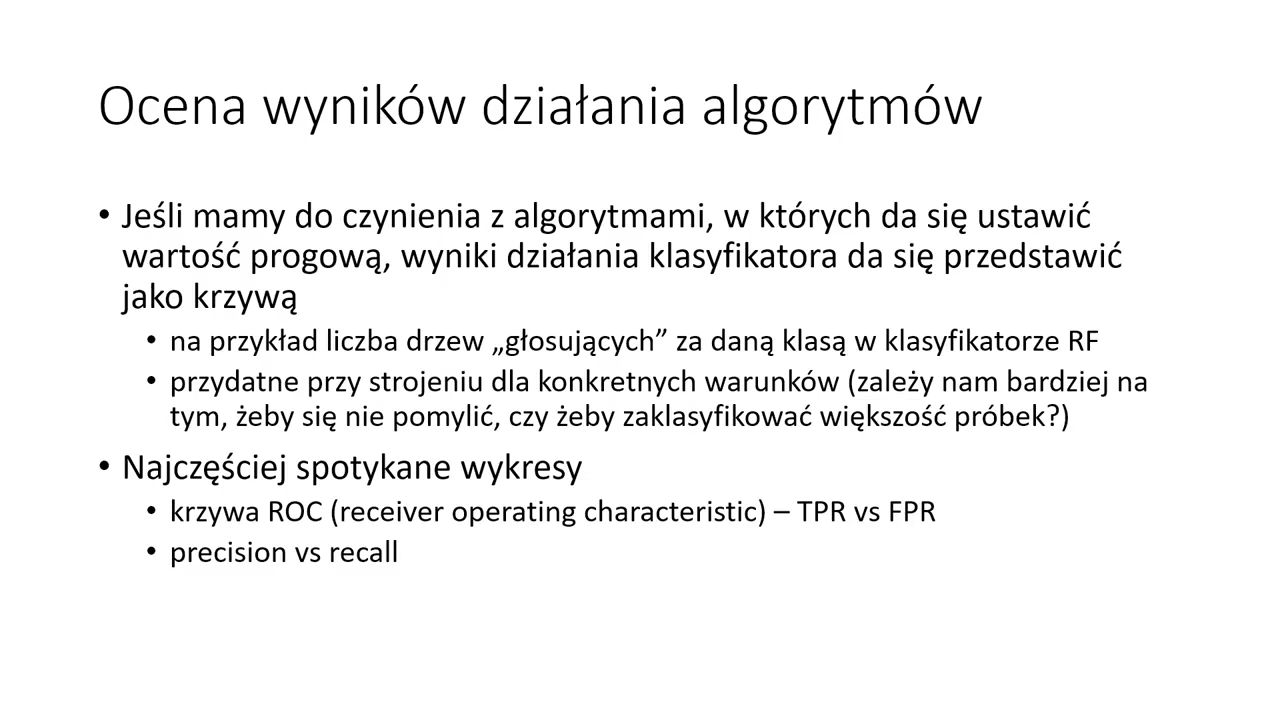 Ocena wyników działania algorytmów
• Jeśli mamy do czynienia z algorytmami, w których da się ustawić
wartość progową, wyniki działania klasyfikatora da się przedstawić
jako krzywą
• na przykład liczba drzew „głosujących” za daną klasą w klasyfikatorze RF
• przydatne przy strojeniu dla konkretnych warunków (zależy nam bardziej na
tym, żeby się nie pomylić, czy żeby zaklasyfikować większość próbek?)
• Najczęściej spotykane wykresy
• krzywa ROC (receiver operating characteristic) – TPR vs FPR
• precision vs recall